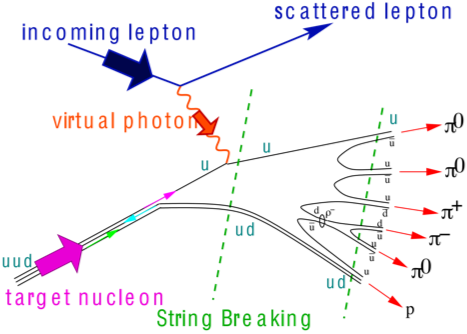 scattered lepton
incoming lepton
virtual photon
u
u
u
u̅
π0
u
u̅
π0
u
d̅
π+
d
ρ−
d
u̅
π−
u
u̅
π0
uud
ud
ud
u
p
target nucleon
String Breaking